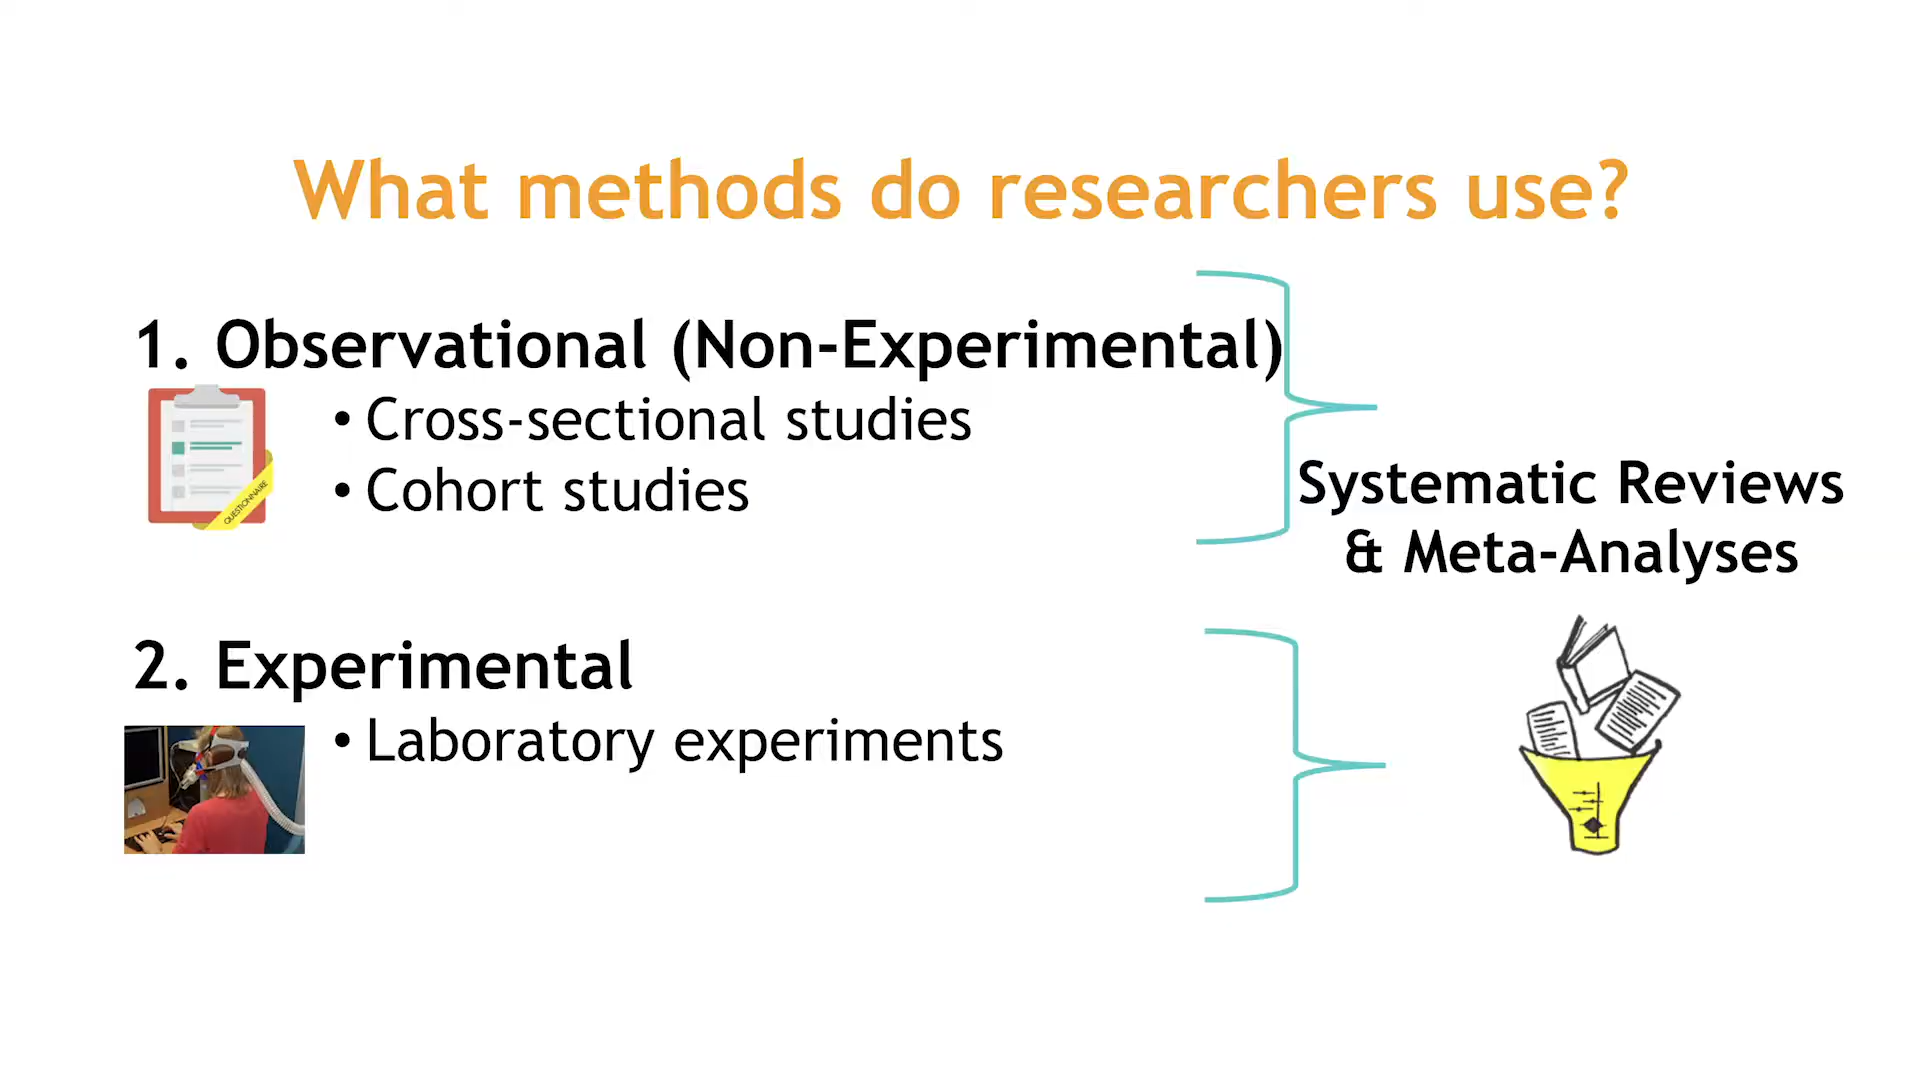 What methods do researchers use?
1. Observational (Non-Experimental)
• Cross-sectional studies
• Cohort studies
QUESTIONNAIRE
Systematic Reviews
& Meta-Analyses
2. Experimental
• Laboratory experiments